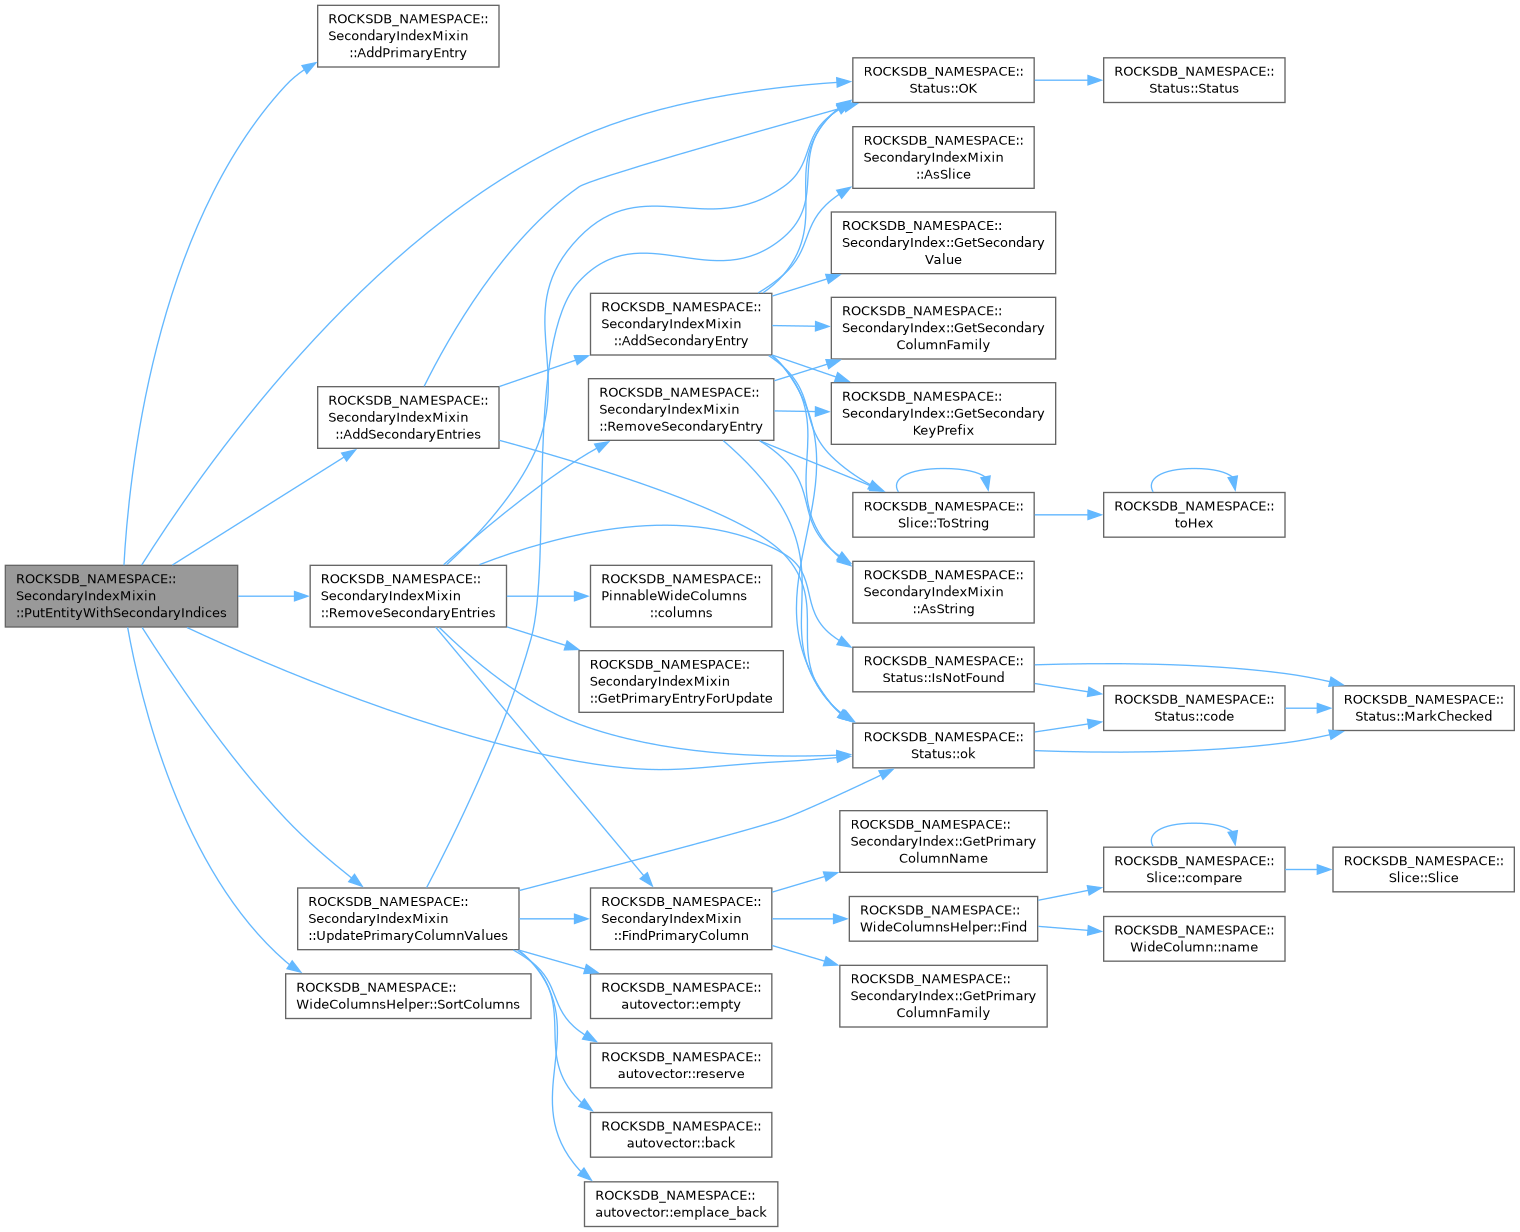 ROCKSDB_NAMESPACE::
SecondaryIndexMixin
::PutEntityWithSecondaryIndices
ROCKSDB_NAMESPACE::
SecondaryIndexMixin
::AddPrimaryEntry
ROCKSDB_NAMESPACE::
SecondaryIndexMixin
::AddSecondaryEntries
ROCKSDB_NAMESPACE::
SecondaryIndexMixin
::RemoveSecondaryEntries
ROCKSDB_NAMESPACE::
SecondaryIndexMixin
::UpdatePrimaryColumnValues
ROCKSDB_NAMESPACE::
WideColumnsHelper::SortColumns
ROCKSDB_NAMESPACE::
SecondaryIndexMixin
::AddSecondaryEntry
ROCKSDB_NAMESPACE::
SecondaryIndexMixin
::RemoveSecondaryEntry
ROCKSDB_NAMESPACE::
PinnableWideColumns
::columns
ROCKSDB_NAMESPACE::
SecondaryIndexMixin
::GetPrimaryEntryForUpdate
ROCKSDB_NAMESPACE::
SecondaryIndexMixin
::FindPrimaryColumn
ROCKSDB_NAMESPACE::
autovector::empty
ROCKSDB_NAMESPACE::
autovector::reserve
ROCKSDB_NAMESPACE::
autovector::back
ROCKSDB_NAMESPACE::
autovector::emplace_back
ROCKSDB_NAMESPACE::
Status::OK
ROCKSDB_NAMESPACE::
SecondaryIndexMixin
::AsSlice
ROCKSDB_NAMESPACE::
SecondaryIndex::GetSecondary
Value
ROCKSDB_NAMESPACE::
SecondaryIndex::GetSecondary
ColumnFamily
ROCKSDB_NAMESPACE::
SecondaryIndex::GetSecondary
KeyPrefix
ROCKSDB_NAMESPACE::
Slice::ToString
ROCKSDB_NAMESPACE::
SecondaryIndexMixin
::AsString
ROCKSDB_NAMESPACE::
Status::IsNotFound
ROCKSDB_NAMESPACE::
Status::ok
ROCKSDB_NAMESPACE::
SecondaryIndex::GetPrimary
ColumnName
ROCKSDB_NAMESPACE::
WideColumnsHelper::Find
ROCKSDB_NAMESPACE::
SecondaryIndex::GetPrimary
ColumnFamily
ROCKSDB_NAMESPACE::
Status::Status
ROCKSDB_NAMESPACE::
toHex
ROCKSDB_NAMESPACE::
Status::code
ROCKSDB_NAMESPACE::
Slice::compare
ROCKSDB_NAMESPACE::
WideColumn::name
ROCKSDB_NAMESPACE::
Status::MarkChecked
ROCKSDB_NAMESPACE::
Slice::Slice